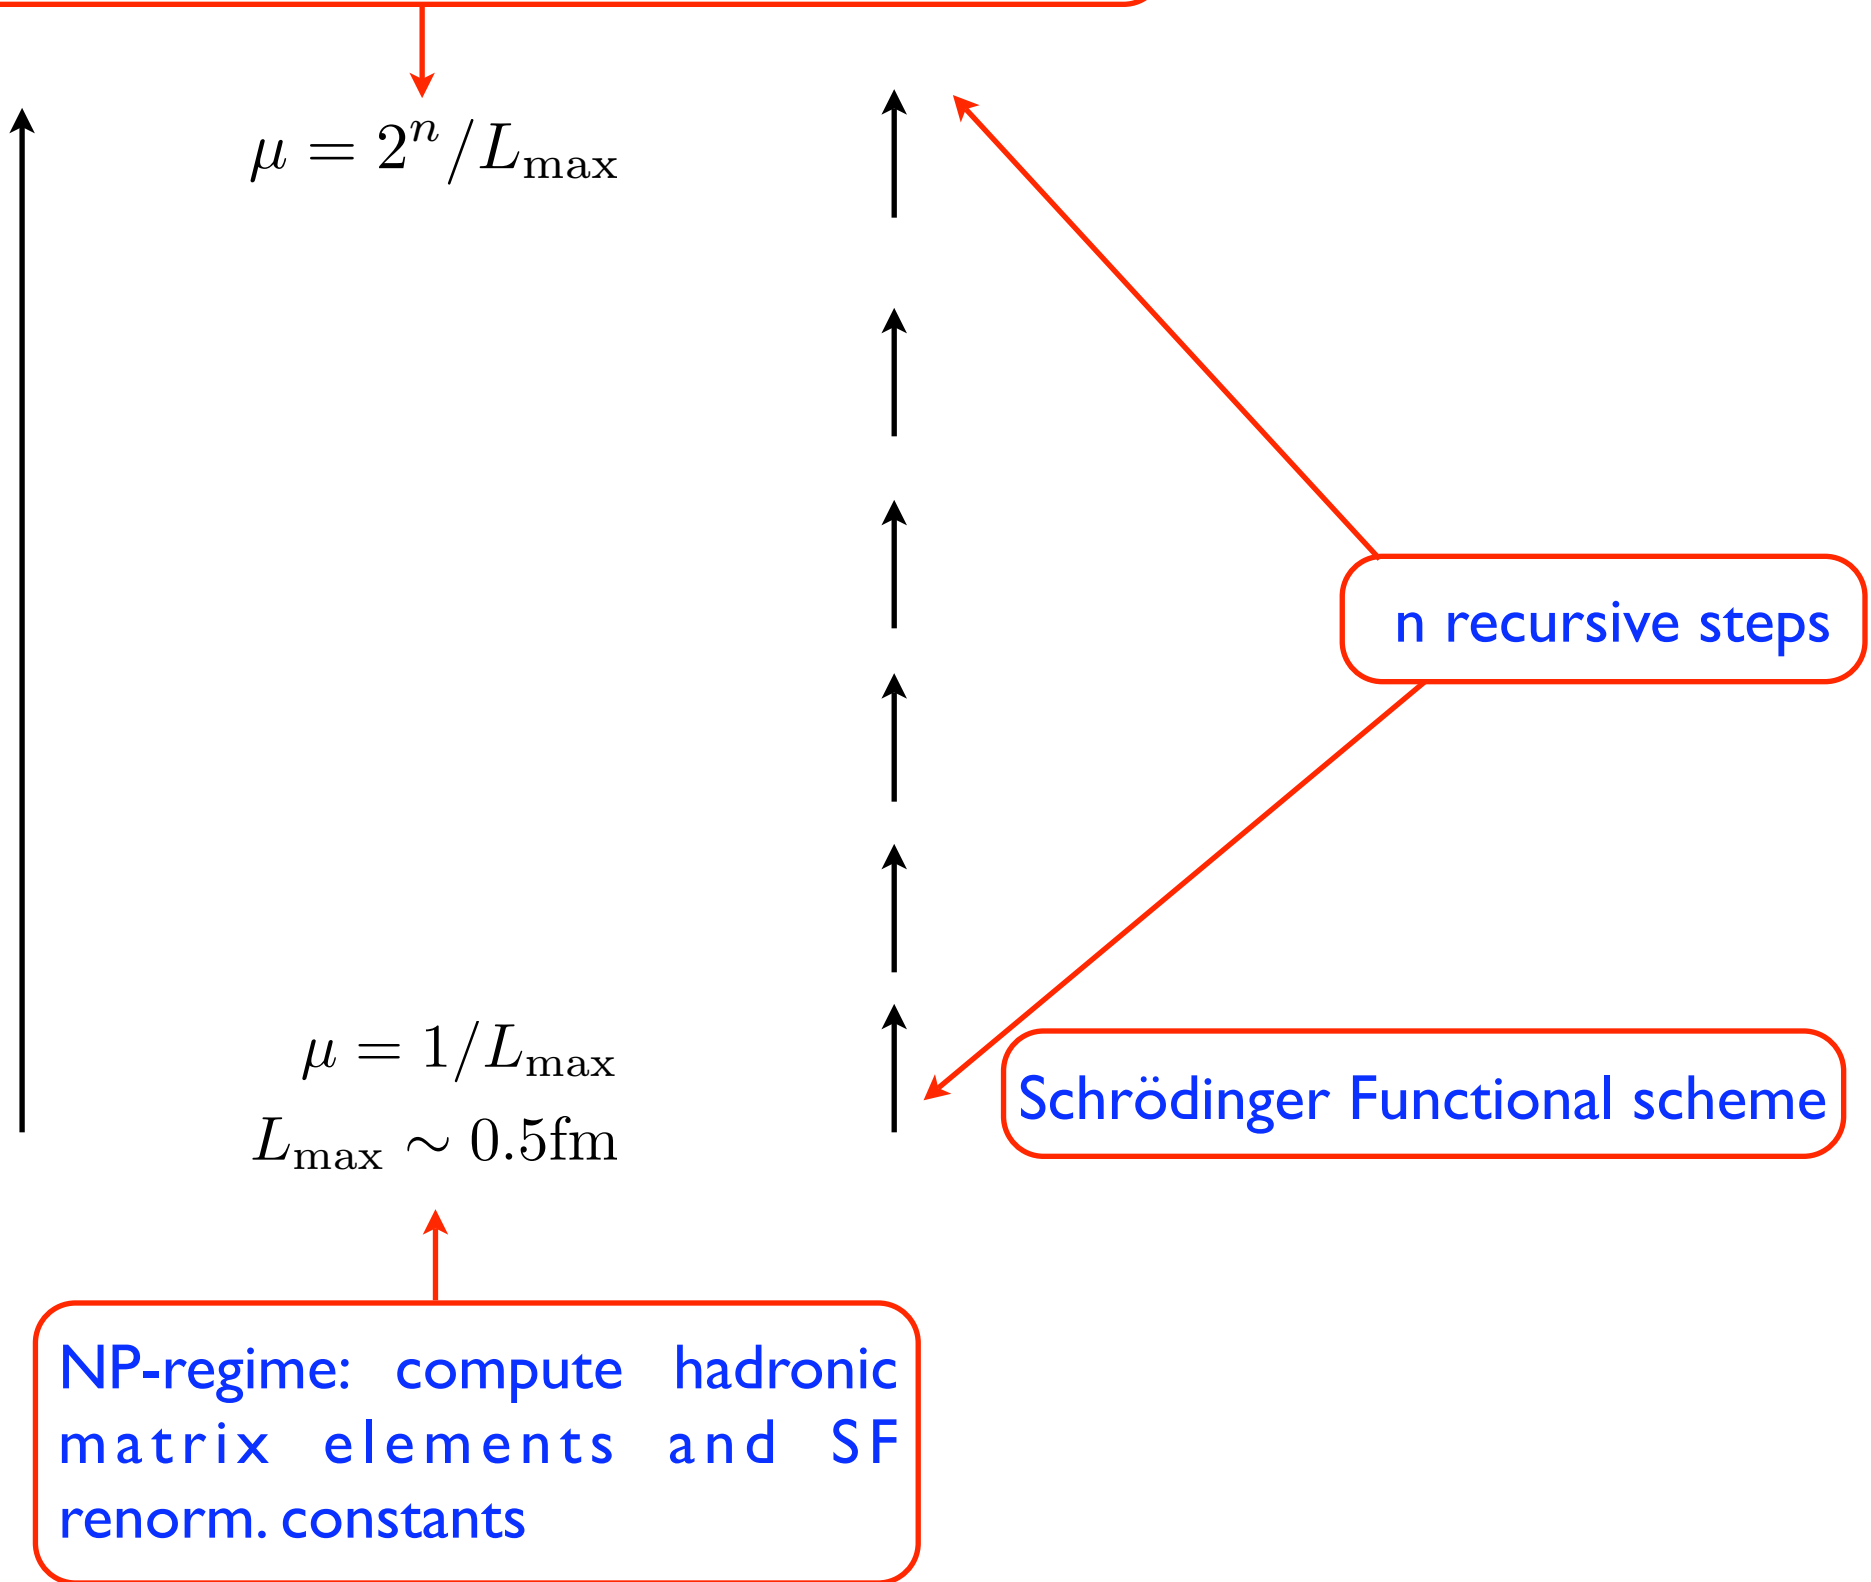 μ = 2ⁿ/L_max
n recursive steps
μ = 1/L_max
Schrödinger Functional scheme
L_max ∼ 0.5fm
NP-regime: compute hadronic
matrix elements and SF
renorm. constants